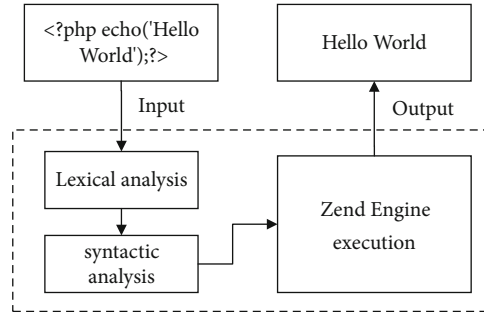 <?php echo('Hello
World');?>
Hello World
Input
Output
Lexical analysis
syntactic
analysis
Zend Engine
execution